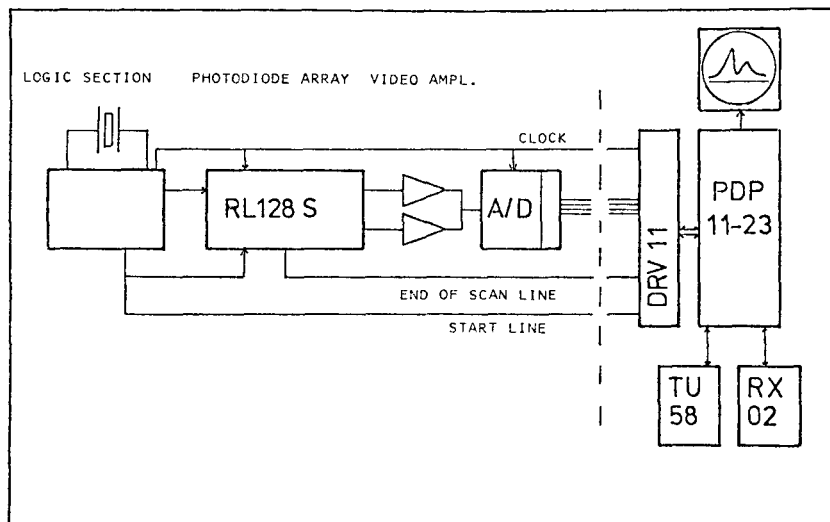 LOGIC SECTION PHOTODIODE ARRAY VIDEO AMPL.
CLOCK
RL128 S
A/D
DRV 11
PDP
11-23
END OF SCAN LINE
START LINE
TU
58
RX
02